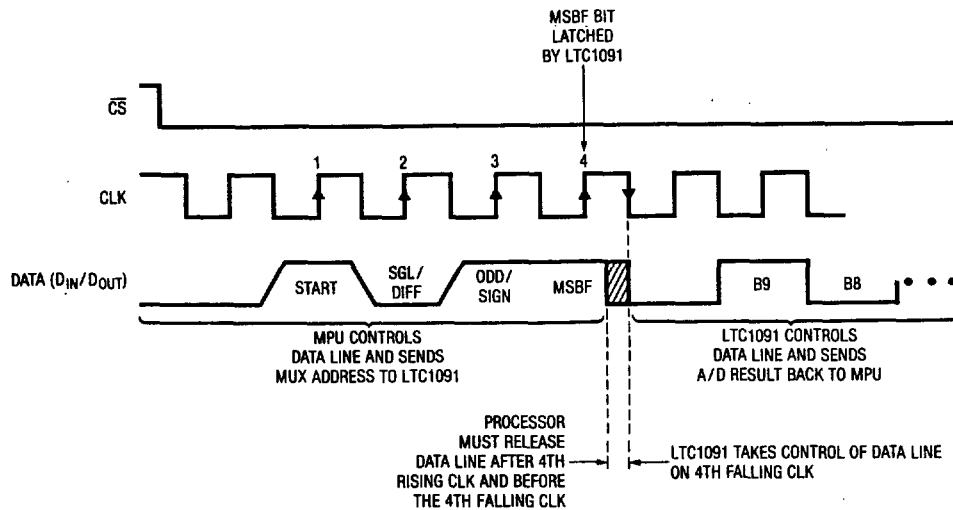 MSBF BIT
LATCHED
BY LTC1091
CS
1 2 3 4
CLK
DATA (DIN/DOUT)
START
SGL/
DIFF
ODD/
SIGN
MSBF
B9
B8
MPU CONTROLS
DATA LINE AND SENDS
MUX ADDRESS TO LTC1091
LTC1091 CONTROLS
DATA LINE AND SENDS
A/D RESULT BACK TO MPU
PROCESSOR
MUST RELEASE
DATA LINE AFTER 4TH
RISING CLK AND BEFORE
THE 4TH FALLING CLK
LTC1091 TAKES CONTROL OF DATA LINE
ON 4TH FALLING CLK